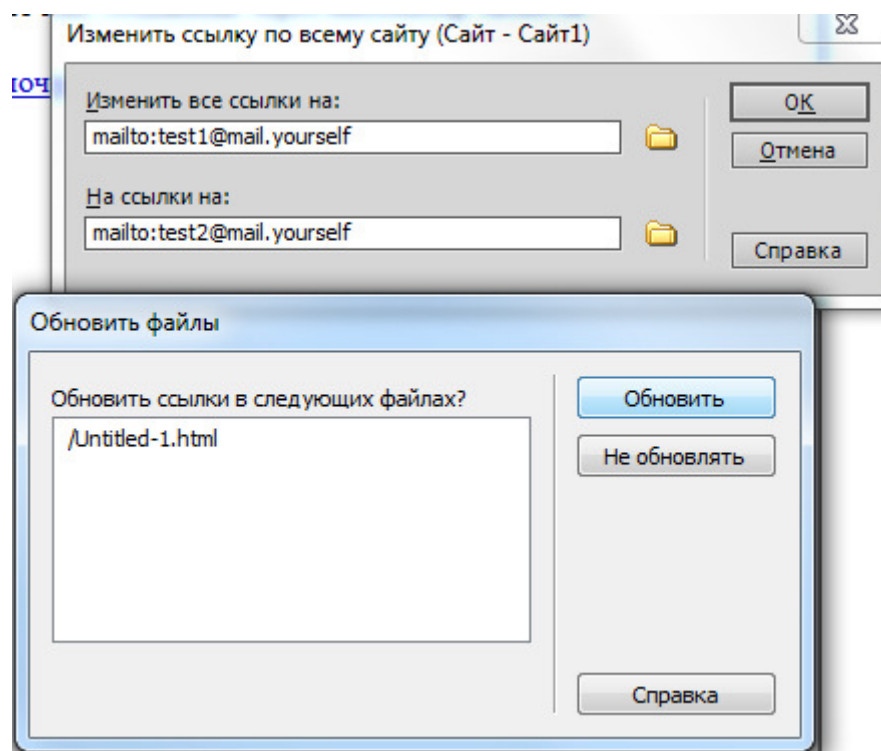 Изменить ссылку по всему сайту (Сайт - Сайт1)
Изменить все ссылки на:
mailto:test1@mail.yourself
На ссылки на:
mailto:test2@mail.yourself
OK
Отмена
Справка
Обновить файлы
Обновить ссылки в следующих файлах?
/Untitled-1.html
Обновить
Не обновлять
Справка